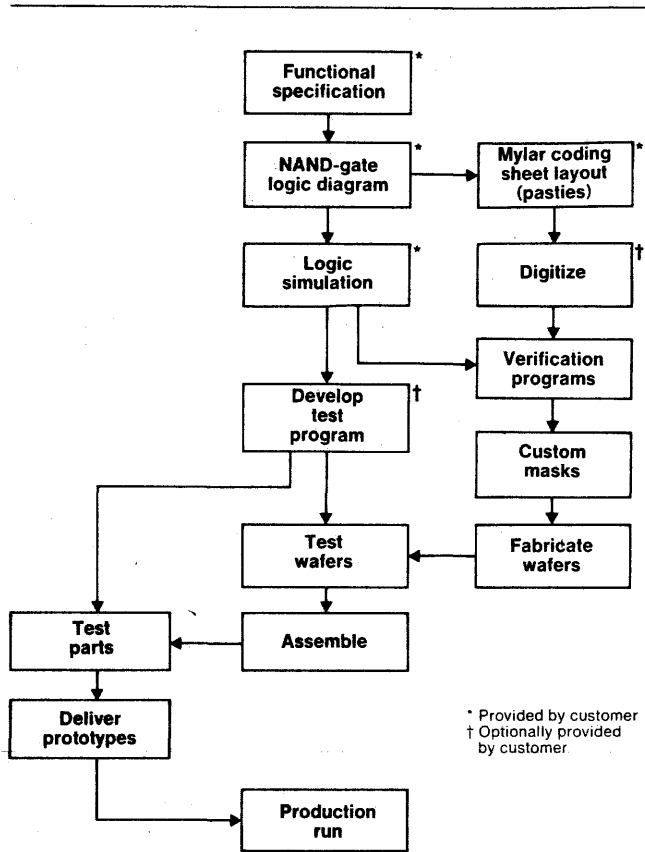 Functional
specification
*
NAND-gate
logic diagram
*
Mylar coding
sheet layout
(pasties)
*
Logic
simulation
*
Digitize
†
Verification
programs
Develop
test
program
†
Custom
masks
Test
wafers
Fabricate
wafers
Test
parts
Assemble
Deliver
prototypes
* Provided by customer
† Optionally provided
by customer
Production
run